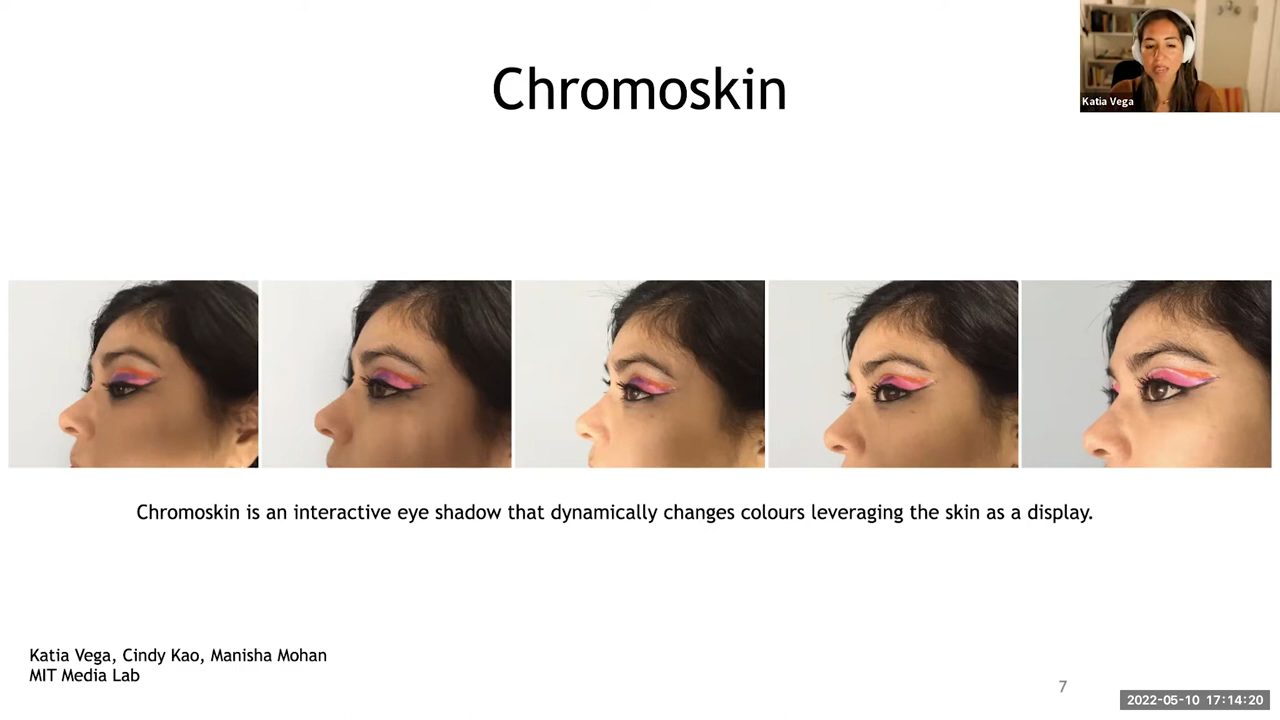 Chromoskin
Katia Vega
Chromoskin is an interactive eye shadow that dynamically changes colours leveraging the skin as a display.
Katia Vega, Cindy Kao, Manisha Mohan
MIT Media Lab
7
2022-05-10 17:14:20